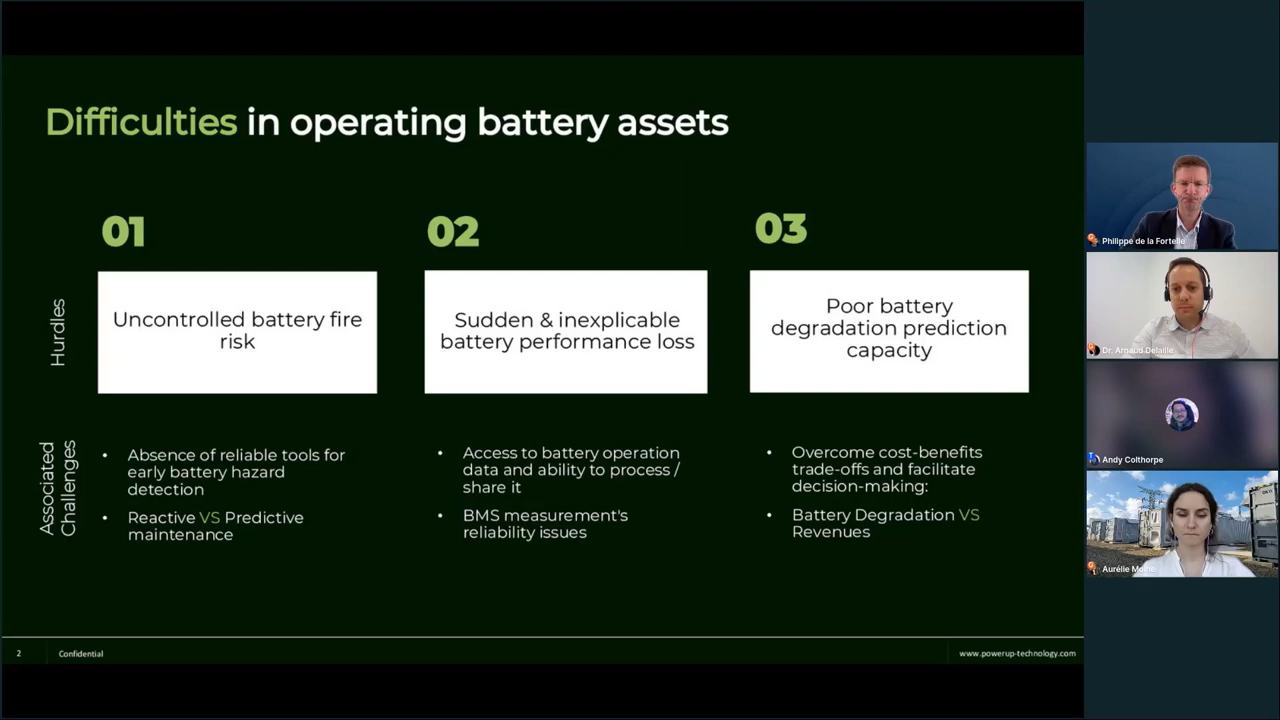 Difficulties in operating battery assets
01
02
03
Hurdles
Uncontrolled battery fire
risk
Sudden & inexplicable
battery performance loss
Poor battery
degradation prediction
capacity
Associated
Challenges
• Absence of reliable tools for
early battery hazard
detection
• Reactive VS Predictive
maintenance
• Access to battery operation
data and ability to process /
share it
• BMS measurement's
reliability issues
• Overcome cost-benefits
trade-offs and facilitate
decision-making:
• Battery Degradation VS
Revenues
2
Confidential
www.powerup-technology.com
Philippe de la Fortelle
Dr. Arnaud Delaille
Andy Colthorpe
Aurélie